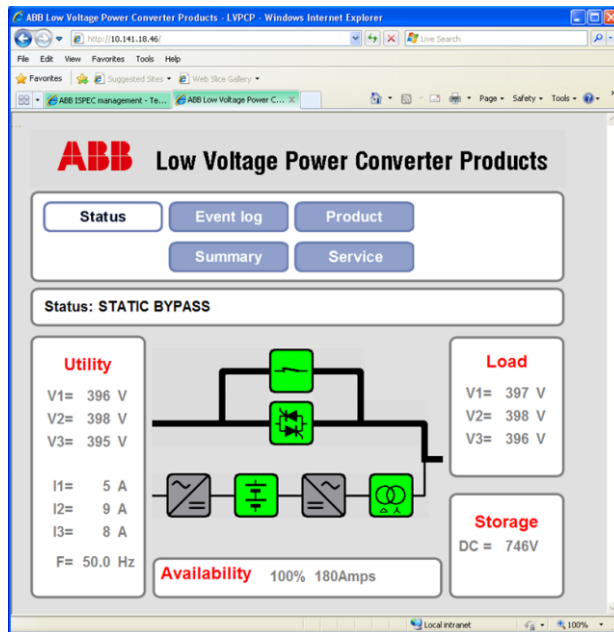 ABB Low Voltage Power Converter Products - LVPCP - Windows Internet Explorer
http://10.141.18.46/
Live Search
File Edit View Favorites Tools Help
Favorites Suggested Sites Web Slice Gallery
ABB ISPEC management - Te... ABB Low Voltage Power C... Page Safety Tools
ABB Low Voltage Power Converter Products
Status Event log Product
Summary Service
Status: STATIC BYPASS
Utility
V1= 396 V
V2= 398 V
V3= 395 V
I1= 5 A
I2= 9 A
I3= 8 A
F= 50.0 Hz
Load
V1= 397 V
V2= 398 V
V3= 396 V
Storage
DC = 746V
Availability 100% 180Amps
Local intranet 100%